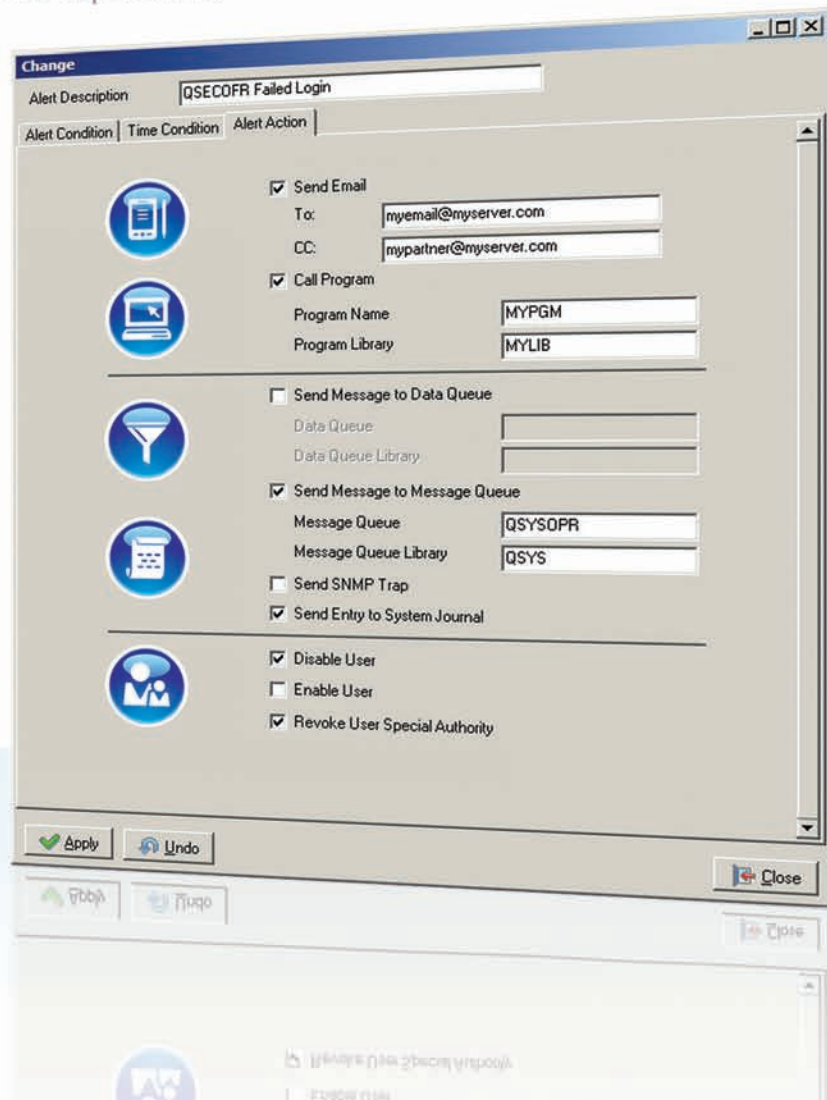 Change
Alert Description QSECOFR Failed Login
Alert Condition Time Condition Alert Action
Send Email
To: myemail@myserver.com
CC: mypartner@myserver.com
Call Program
Program Name MYPGM
Program Library MYLIB
Send Message to Data Queue
Data Queue
Data Queue Library
Send Message to Message Queue
Message Queue QSYSOPR
Message Queue Library QSYS
Send SNMP Trap
Send Entry to System Journal
Disable User
Enable User
Revoke User Special Authority
Apply Undo
Close